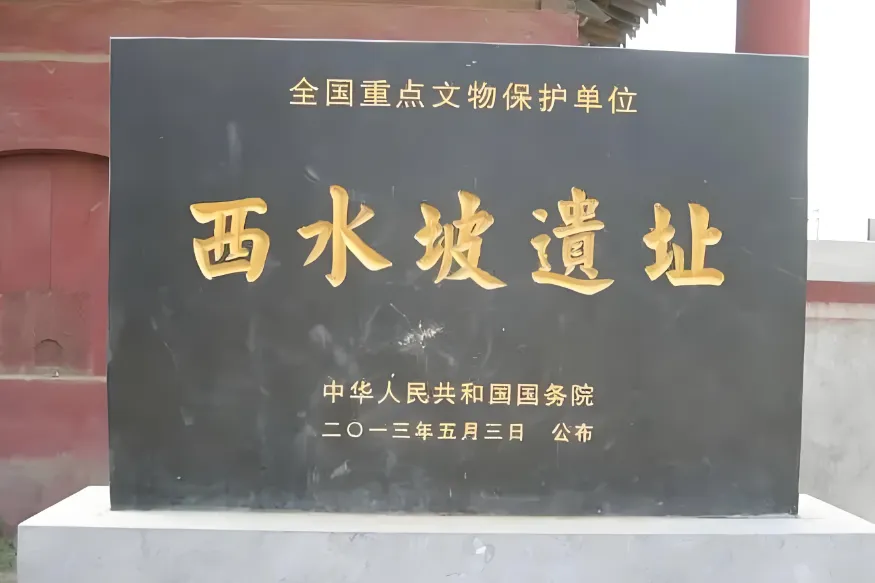 全国重点文物保护单位
西水坡遺址
中华人民共和国国务院
二〇一三年五月三日 公布